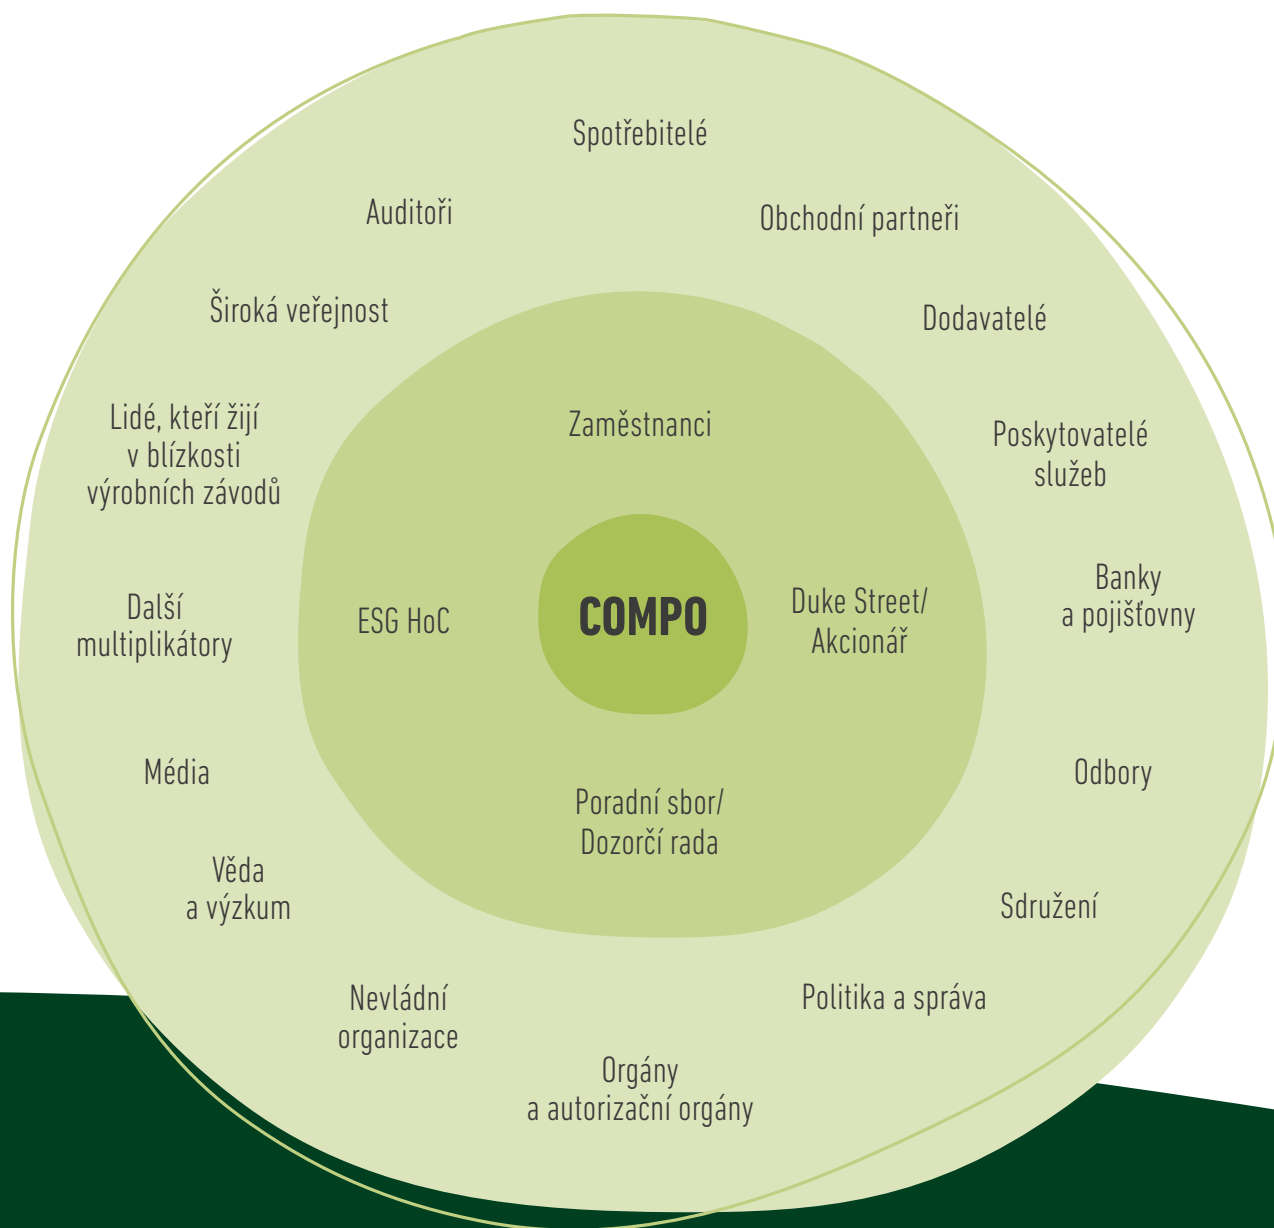 Spotřebitelé
Auditoři
Obchodní partneři
Široká veřejnost
Dodavatelé
Lidé, kteří žijí
v blízkosti
výrobních závodů
Zaměstnanci
Poskytovatelé
služeb
Další
multiplikátory
ESG HoC
COMPO
Duke Street/
Akcionář
Banky
a pojišťovny
Média
Poradní sbor/
Dozorčí rada
Odbory
Věda
a výzkum
Sdružení
Nevládní
organizace
Politika a správa
Orgány
a autorizační orgány